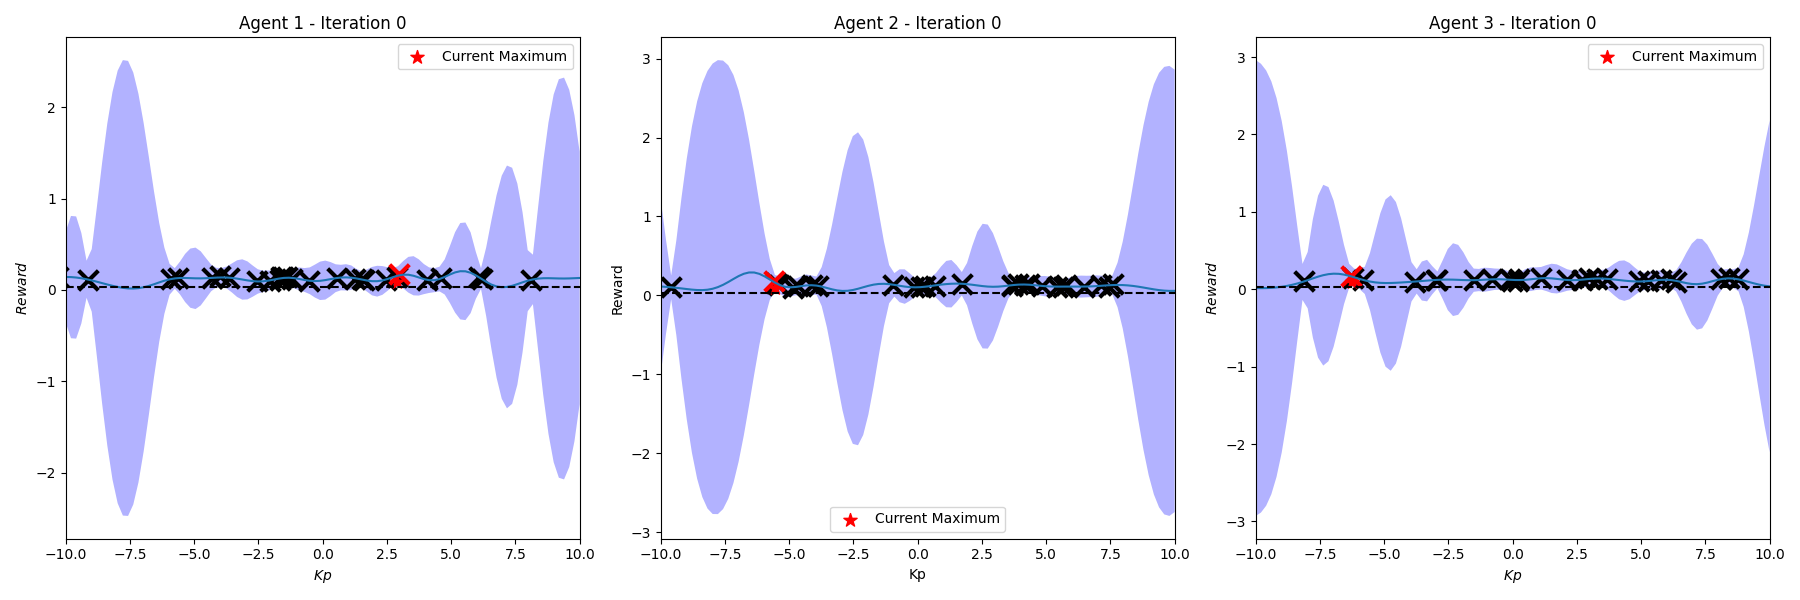 Agent 1 - Iteration 0
Current Maximum
Reward
2
1
0
−1
−2
−10.0 −7.5 −5.0 −2.5 0.0 2.5 5.0 7.5 10.0
Kp
Agent 2 - Iteration 0
Reward
3
2
1
0
−1
−2
−3
Current Maximum
−10.0 −7.5 −5.0 −2.5 0.0 2.5 5.0 7.5 10.0
Kp
Agent 3 - Iteration 0
Current Maximum
Reward
3
2
1
0
−1
−2
−3
−10.0 −7.5 −5.0 −2.5 0.0 2.5 5.0 7.5 10.0
Kp